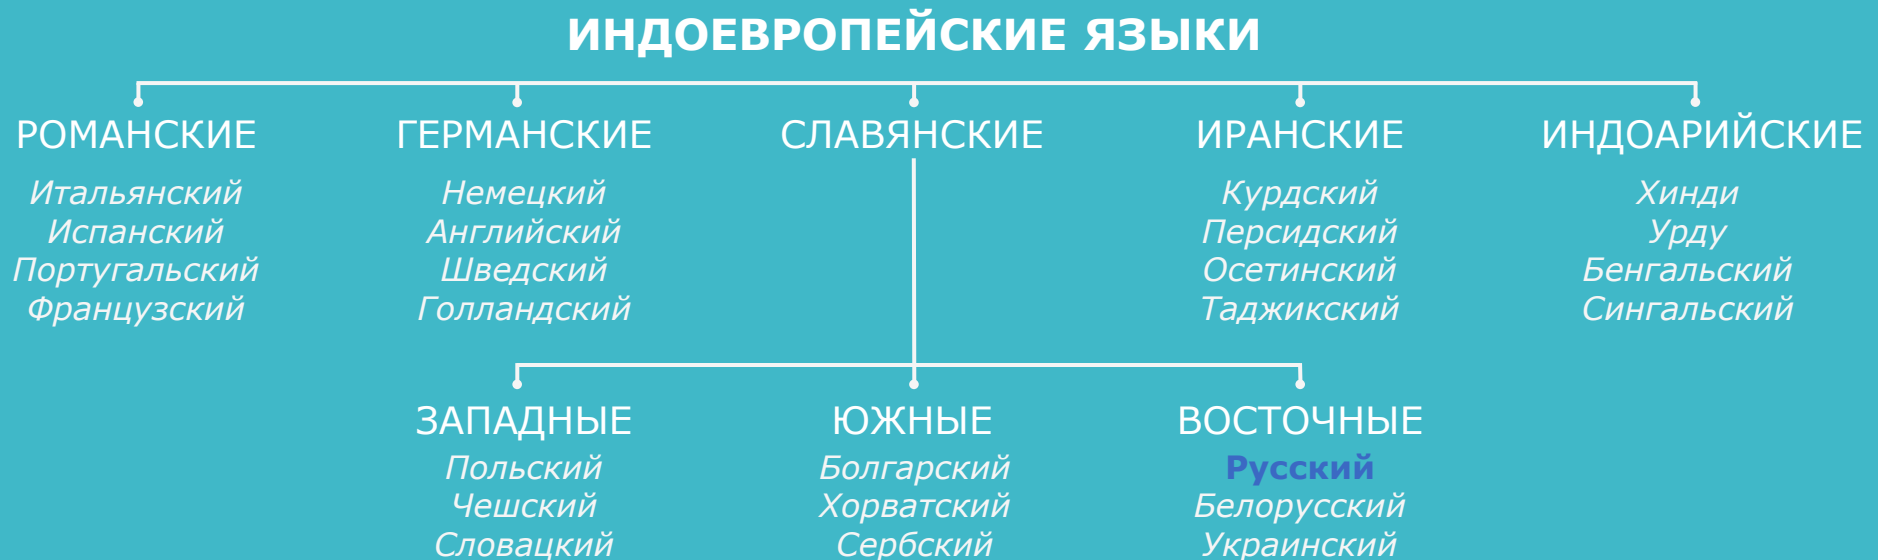 ИНДОЕВРОПЕЙСКИЕ ЯЗЫКИ
РОМАНСКИЕ
Итальянский
Испанский
Португальский
Французский
ГЕРМАНСКИЕ
Немецкий
Английский
Шведский
Голландский
СЛАВЯНСКИЕ
ИРАНСКИЕ
Курдский
Персидский
Осетинский
Таджикский
ИНДОАРИЙСКИЕ
Хинди
Урду
Бенгальский
Сингальский
ЗАПАДНЫЕ
Польский
Чешский
Словацкий
ЮЖНЫЕ
Болгарский
Хорватский
Сербский
ВОСТОЧНЫЕ
Русский
Белорусский
Украинский